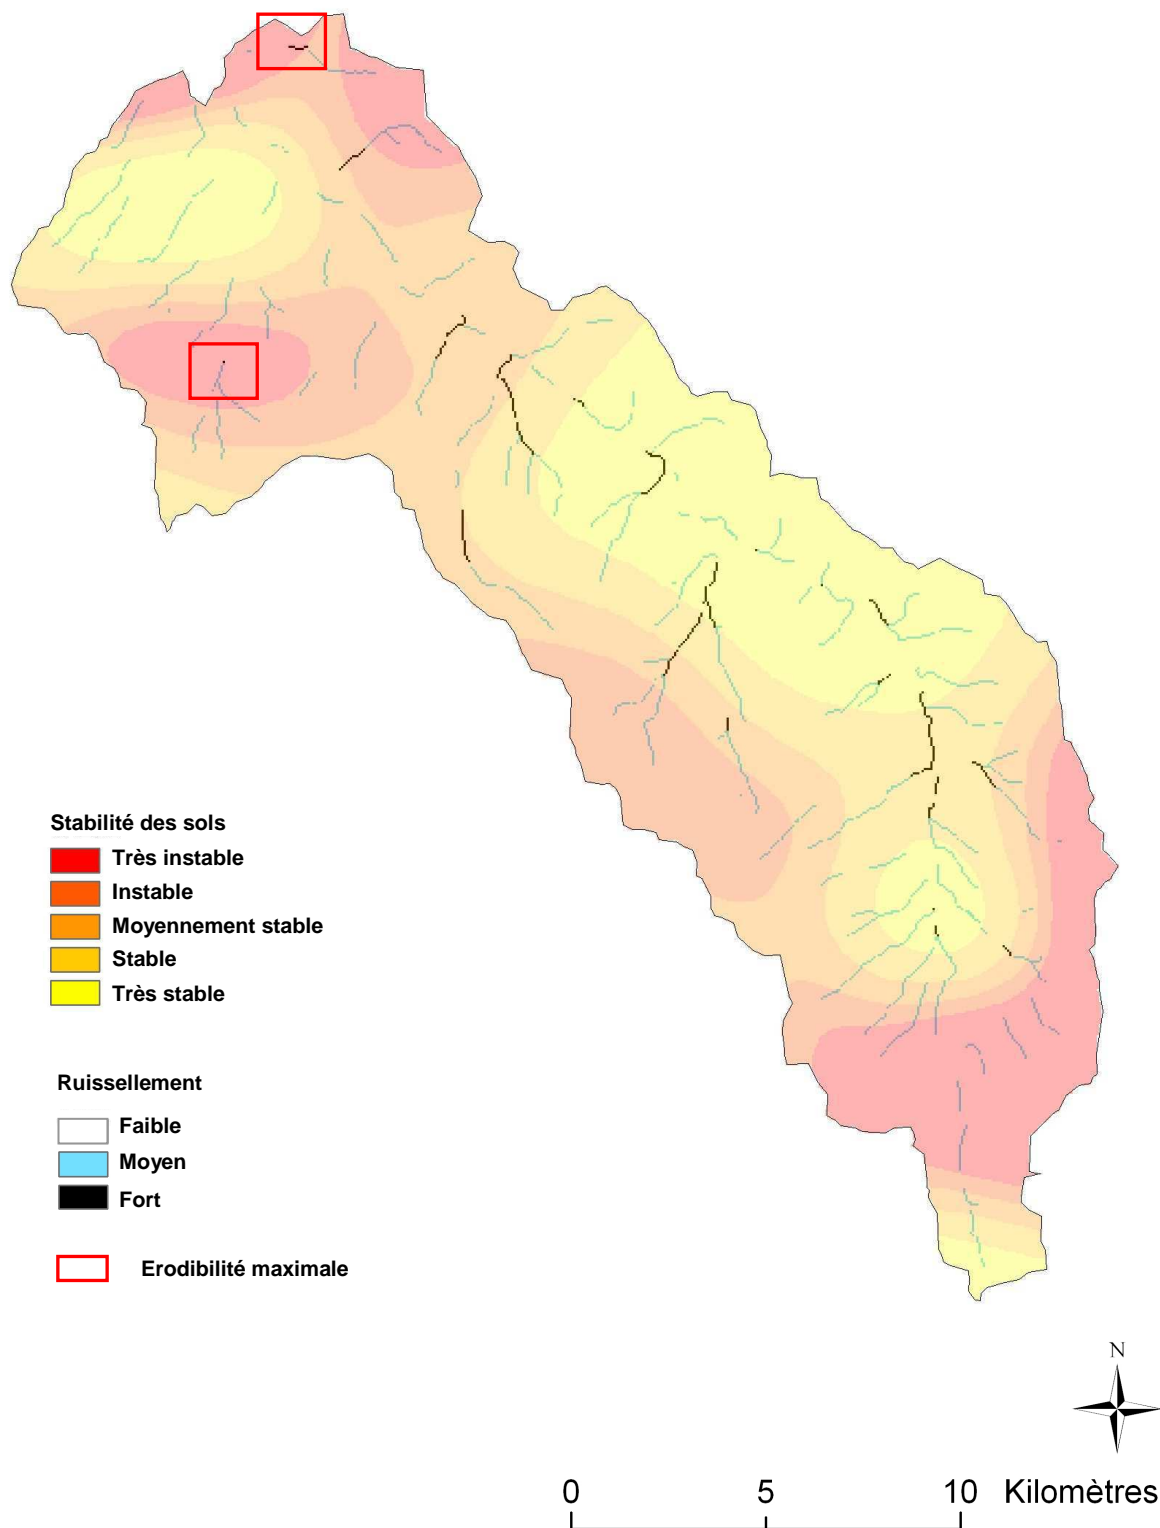 Stabilité des sols
Très instable
Instable
Moyennement stable
Stable
Très stable
Ruissellement
Faible
Moyen
Fort
Erodibilité maximale
N
0 5 10 Kilomètres